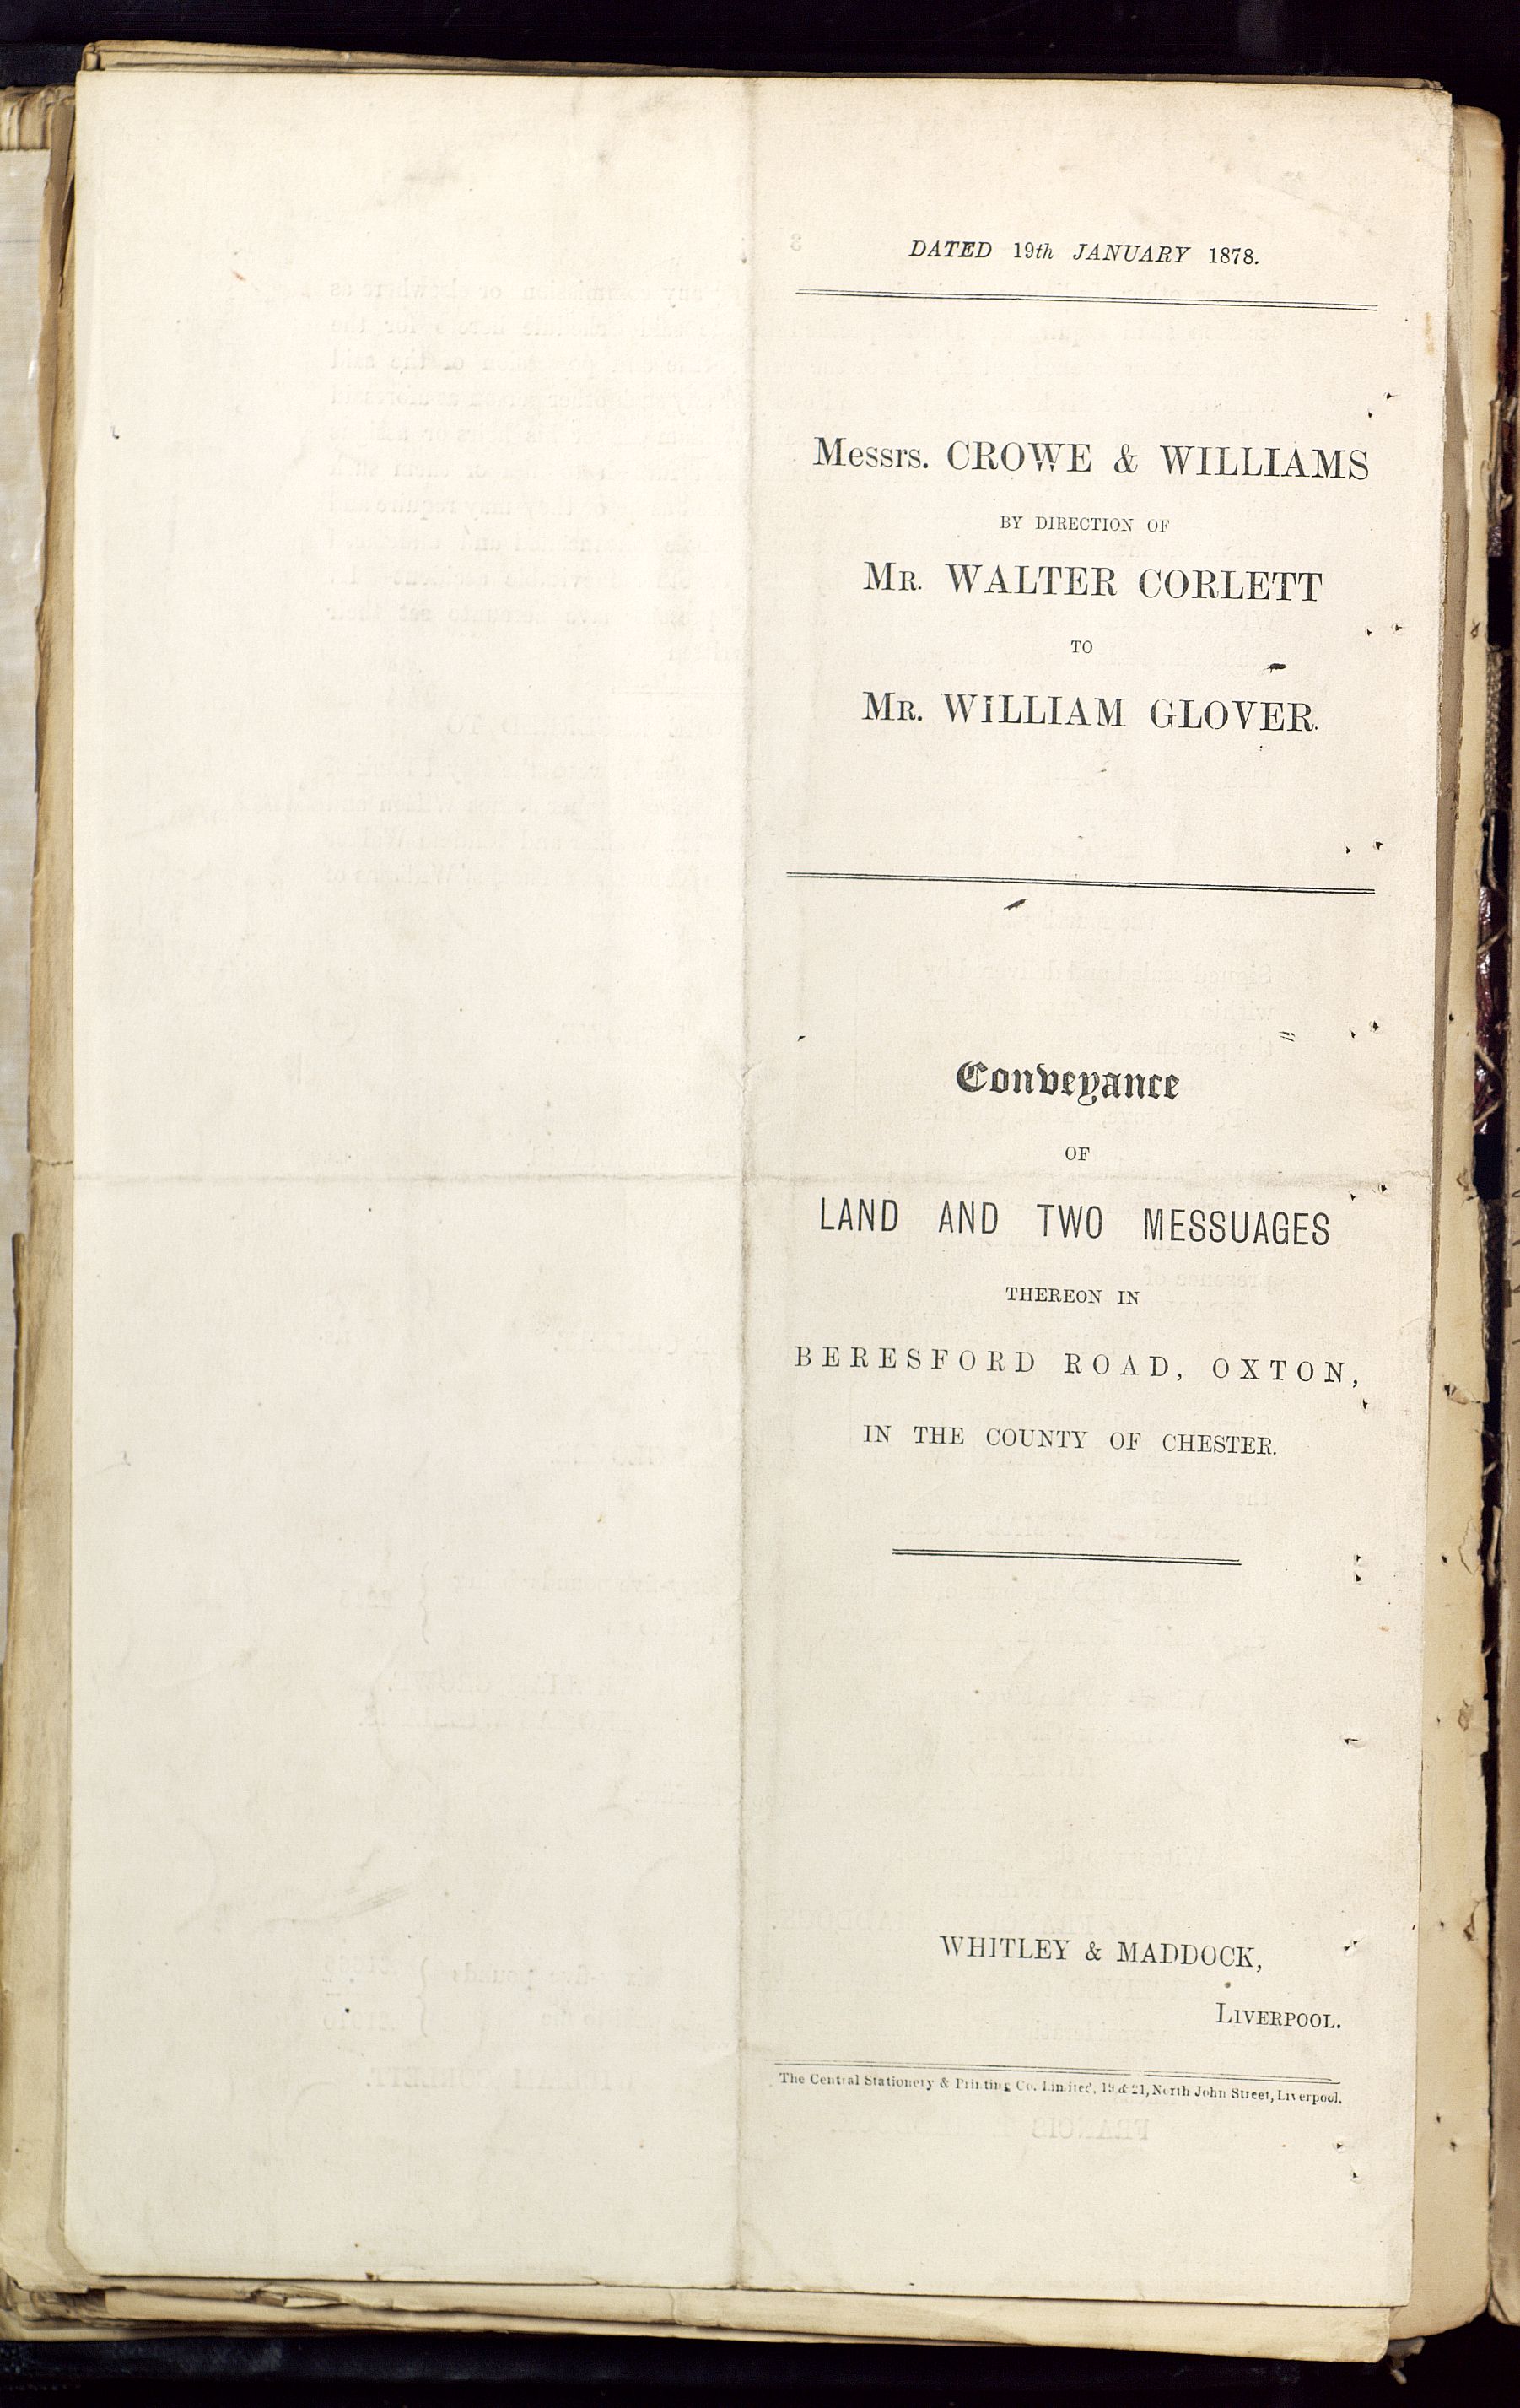 DATED 19th JANUARY 1878.
Messrs. CROWE & WILLIAMS
BY DIRECTION OF
MR. WALTER CORLETT
TO
MR. WILLIAM GLOVER.
Conveyance
OF
LAND AND TWO MESSUAGES
THEREON IN
BERESFORD ROAD, OXTON,
IN THE COUNTY OF CHESTER.
WHITLEY & MADDOCK,
LIVERPOOL.
The Central Stationery & Printing Co. Limited, 19 & 21, North John Street, Liverpool.